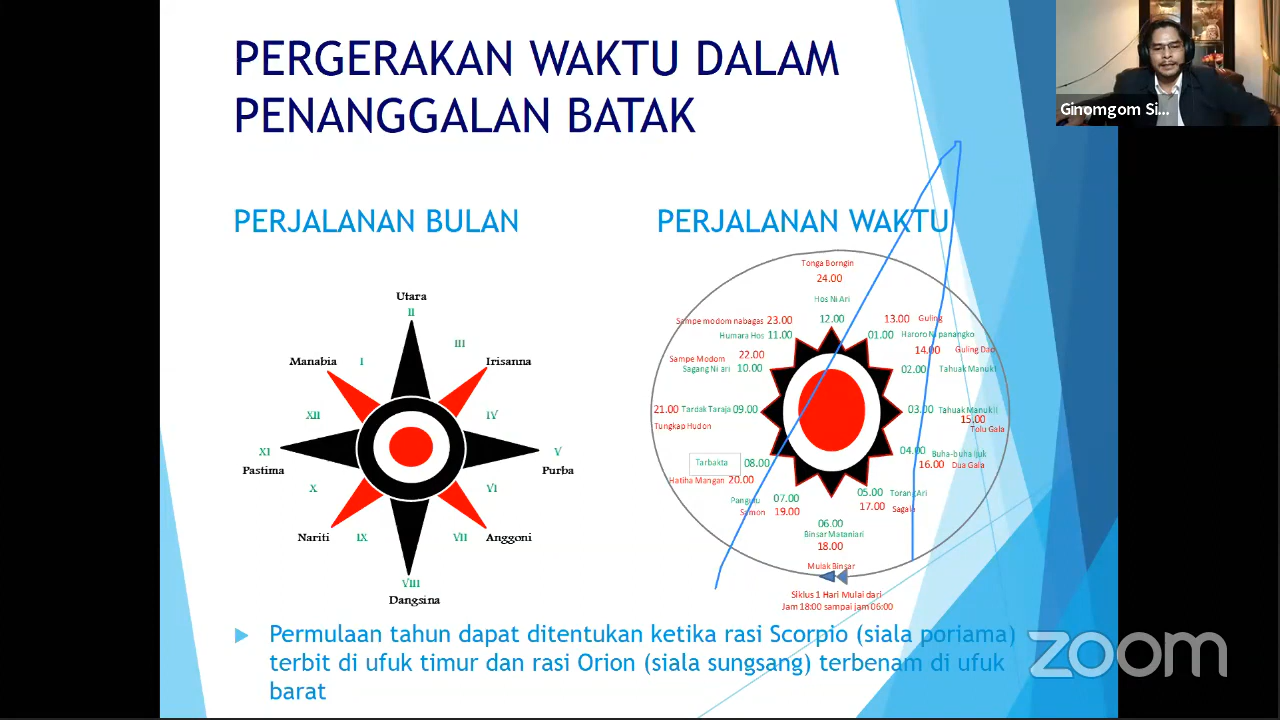 PERGERAKAN WAKTU DALAM
PENANGGALAN BATAK
Ginomgom Si...
PERJALANAN BULAN
PERJALANAN WAKTU
Utara
II
III
Manabia
I
Irisanna
XII
IV
XI
V
Pastima
Purba
X
VI
Nariti
IX
VII
Anggoni
VIII
Dangsina
Tonga Borngin
24.00
Hos Ni Ari
12.00
Sampe modom nabagas 23.00
13.00 Guling
Humara Hos 11.00
01.00 Haroro Ni panangko
Sampe Modom 22.00
14.00 Guling Dao
Sagang Ni ari 10.00
02.00 Tahuak Manuk I
21.00 Tardak Taraja 09.00
03.00 Tahuak Manuk II
Tungkap Hudon
15.00
Tolu Gala
04.00 Buha-buha Ijuk
Tarbakta 08.00
16.00 Dua Gala
Hatiha Mangan 20.00
07.00
05.00 Torang Ari
Samon 19.00
17.00 Sagala
06.00
Binsar Mataniari
18.00
Mulak Binsar
Siklus 1 Hari Mulai dari
Jam 18:00 sampai jam 06:00
Permulaan tahun dapat ditentukan ketika rasi Scorpio (siala poriama)
terbit di ufuk timur dan rasi Orion (siala sungsang) terbenam di ufuk
barat
zoom